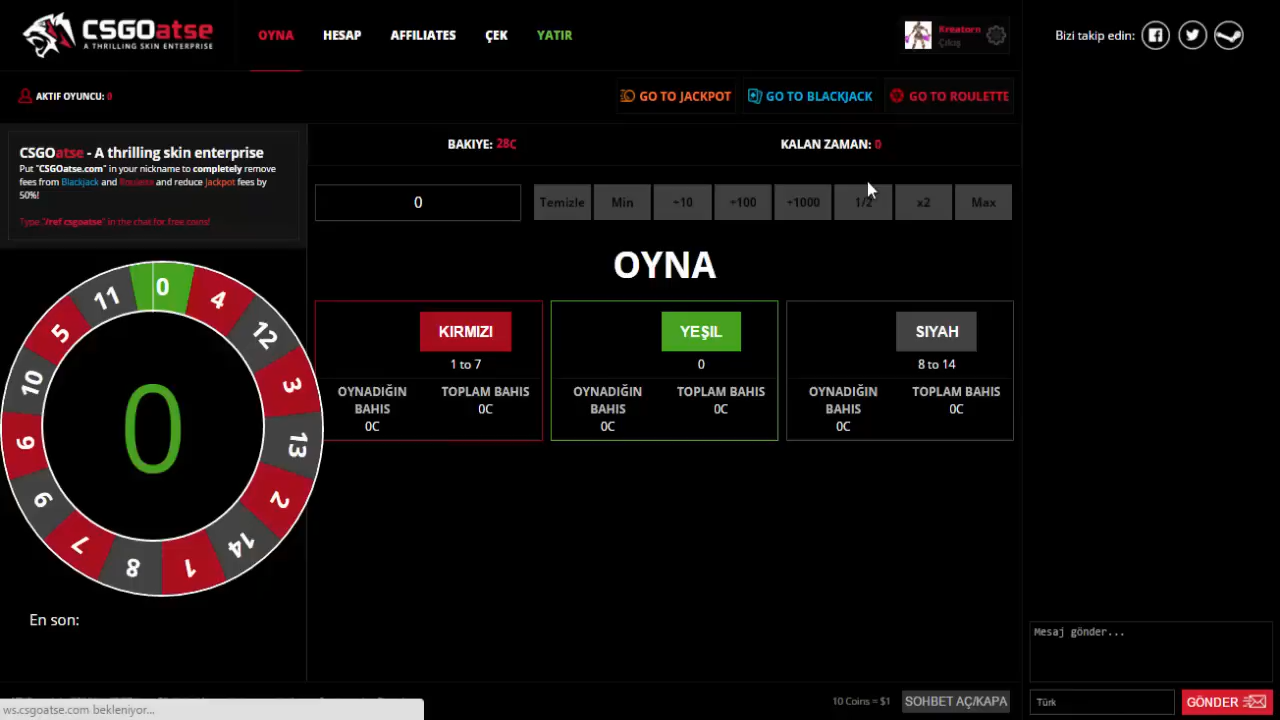 CSGOatse
A THRILLING SKIN ENTERPRISE
OYNA
HESAP
AFFILIATES
ÇEK
YATIR
Kreatorn
Çıkış
Bizi takip edin:
AKTIF OYUNCU: 0
GO TO JACKPOT
GO TO BLACKJACK
GO TO ROULETTE
CSGOatse - A thrilling skin enterprise
Put "CSGOatse.com" in your nickname to completely remove
fees from Blackjack and Roulette and reduce Jackpot fees by
50%!
Type "/ref csgoatse" in the chat for free coins!
BAKIYE: 28C
KALAN ZAMAN: 0
0
Temizle
Min
+10
+100
+1000
1/2
x2
Max
OYNA
KIRMIZI
1 to 7
OYNADIĞIN
BAHIS
0C
TOPLAM BAHIS
0C
YEŞIL
0
OYNADIĞIN
BAHIS
0C
TOPLAM BAHIS
0C
SIYAH
8 to 14
OYNADIĞIN
BAHIS
0C
TOPLAM BAHIS
0C
0
4
12
3
13
2
14
1
8
7
9
6
10
5
11
0
En son:
Mesaj gönder...
ws.csgoatse.com bekleniyor...
10 Coins = $1
SOHBET AÇ/KAPA
Türk
GÖNDER